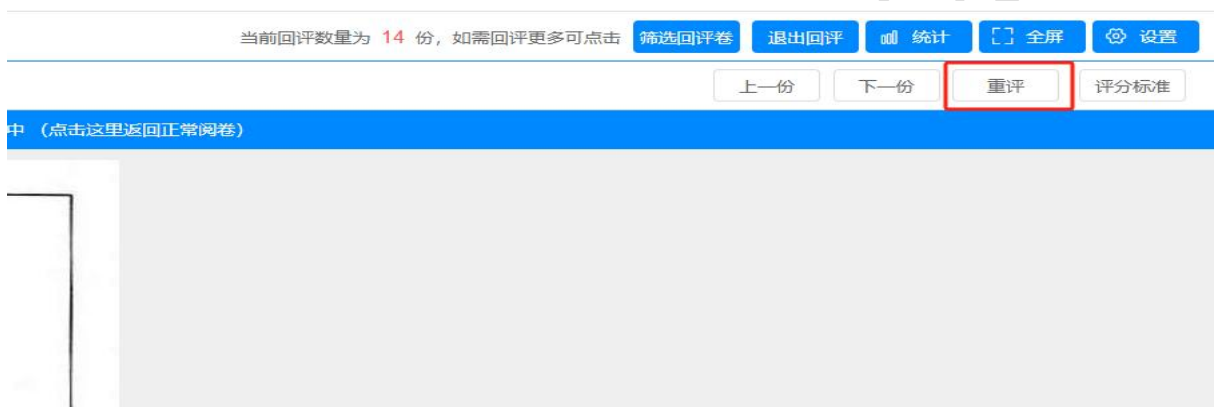 当前回评数量为 14 份，如需回评更多可点击 筛选回评卷 退出回评 统计 全屏 设置
上一份 下一份 重评 评分标准
中 （点击这里返回正常阅卷）